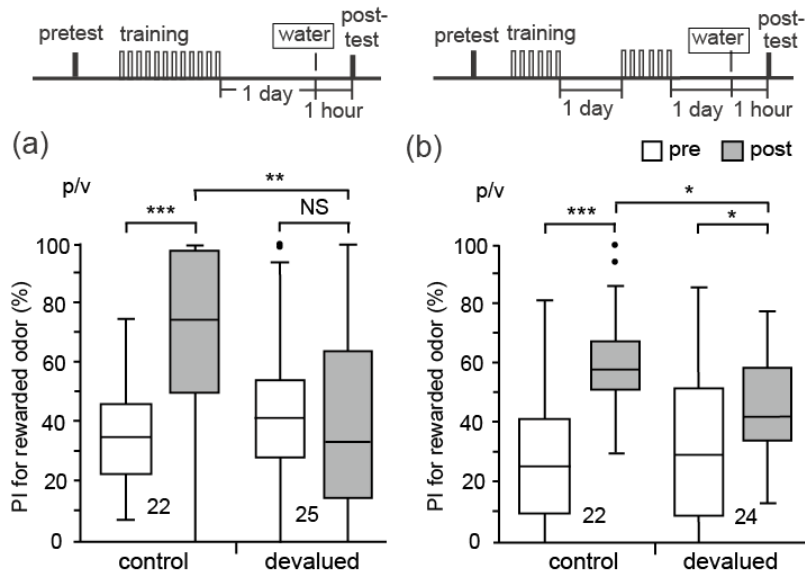 pretest training water post-
test
1 day
1 hour
pretest training water post-
test
1 day 1 day 1 hour
(a)
p/v
*** ** NS
PI for rewarded odor (%)
100
80
60
40
20
0
22 25
control devalued
(b)
pre post
p/v
*** * *
PI for rewarded odor (%)
100
80
60
40
20
0
22 24
control devalued